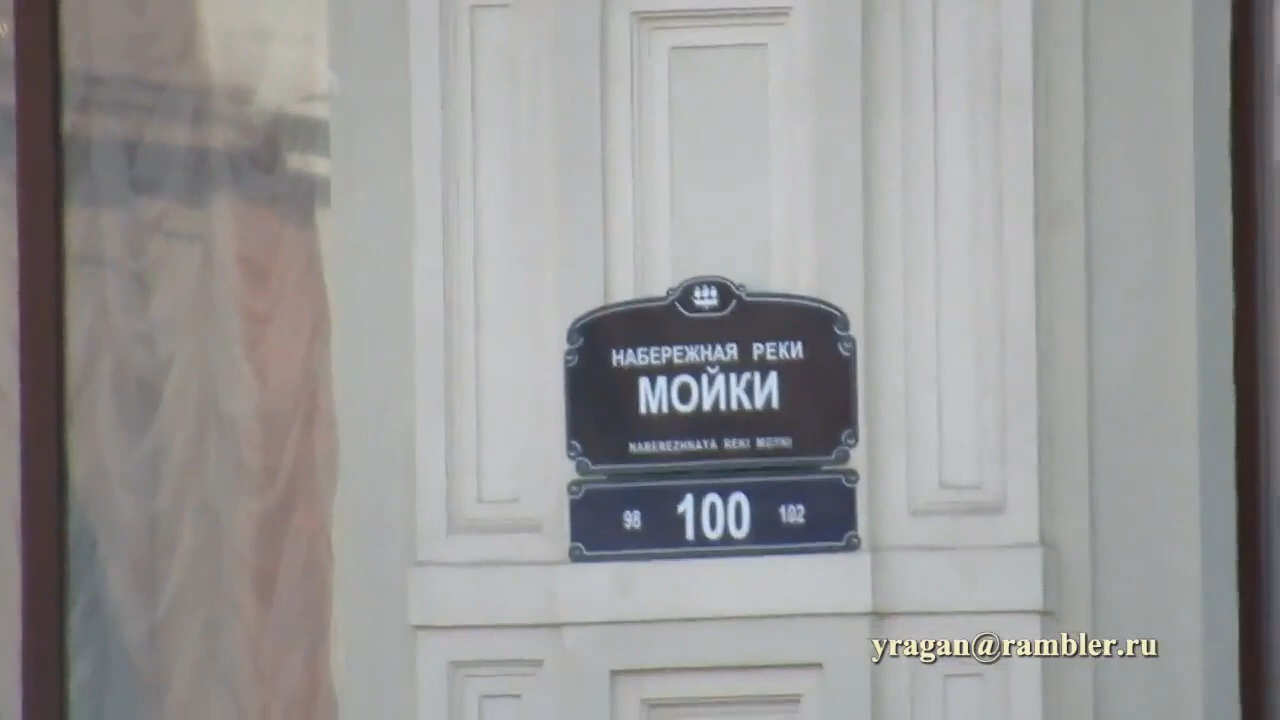 НАБЕРЕЖНАЯ РЕКИ
МОЙКИ
NABEREZHNAYA REKI MOYKI
98 100 102
yragan@rambler.ru